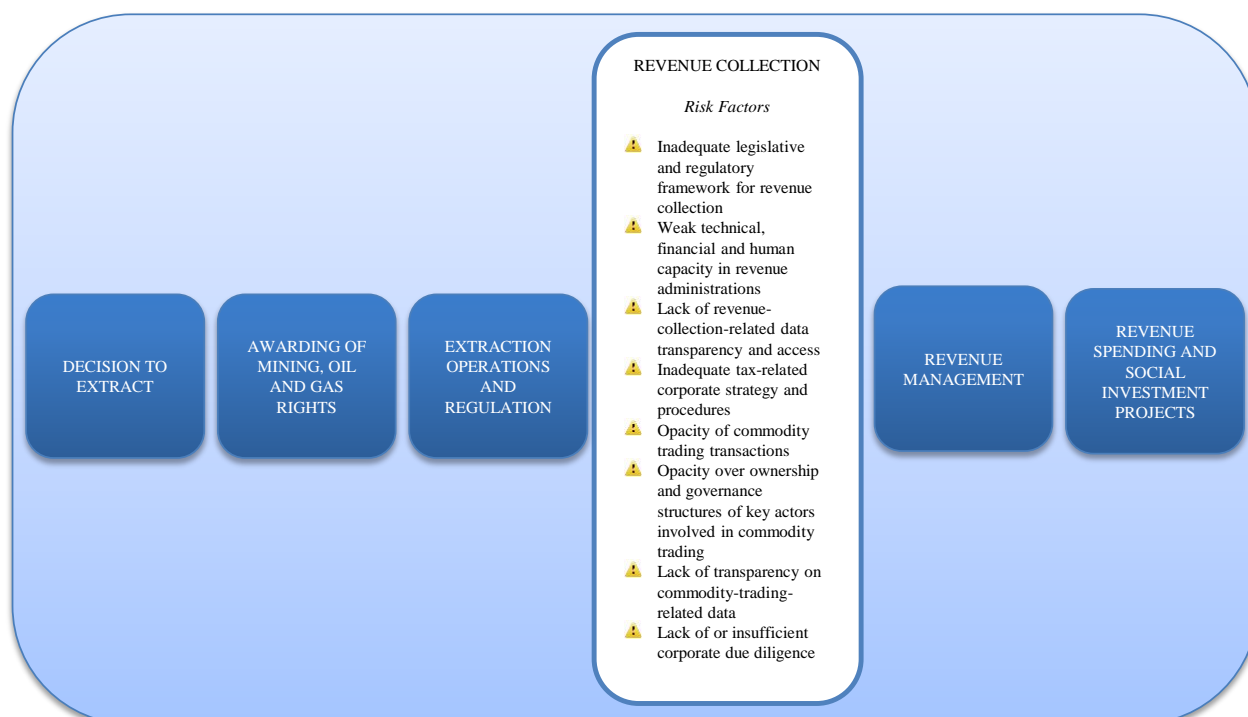 DECISION TO
EXTRACT
AWARDING OF
MINING, OIL
AND GAS
RIGHTS
EXTRACTION
OPERATIONS
AND
REGULATION
REVENUE COLLECTION
Risk Factors
Inadequate legislative
and regulatory
framework for revenue
collection
Weak technical,
financial and human
capacity in revenue
administrations
Lack of revenue-
collection-related data
transparency and access
Inadequate tax-related
corporate strategy and
procedures
Opacity of commodity
trading transactions
Opacity over ownership
and governance
structures of key actors
involved in commodity
trading
Lack of transparency on
commodity-trading-
related data
Lack of or insufficient
corporate due diligence
REVENUE
MANAGEMENT
REVENUE
SPENDING AND
SOCIAL
INVESTMENT
PROJECTS